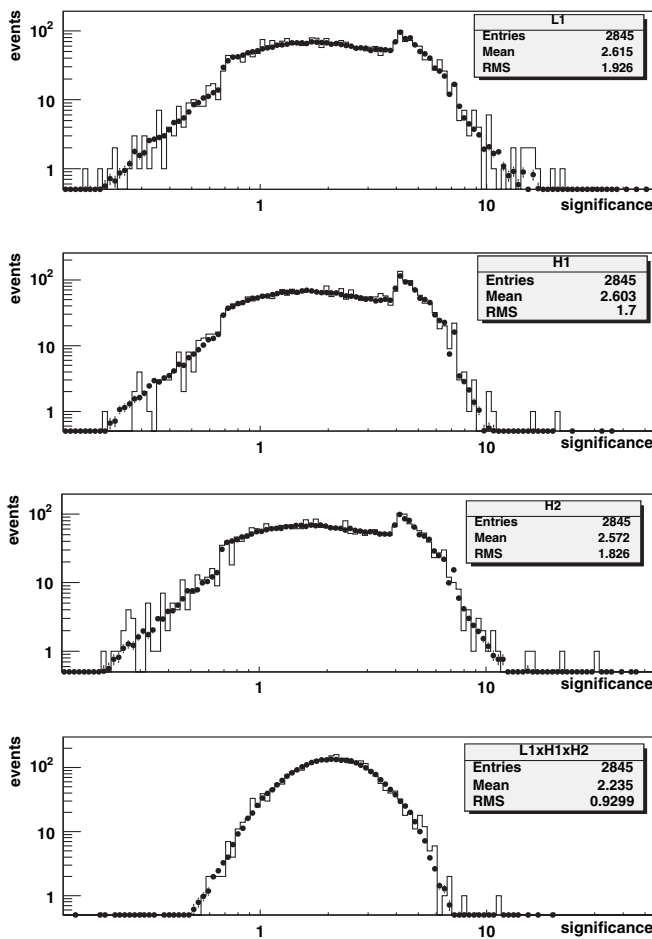 events
10²
10
1
1
10
significance
L1
Entries 2845
Mean 2.615
RMS 1.926
events
10²
10
1
1
10
significance
H1
Entries 2845
Mean 2.603
RMS 1.7
events
10²
10
1
1
10
significance
H2
Entries 2845
Mean 2.572
RMS 1.826
events
10²
10
1
1
10
significance
L1xH1xH2
Entries 2845
Mean 2.235
RMS 0.9299